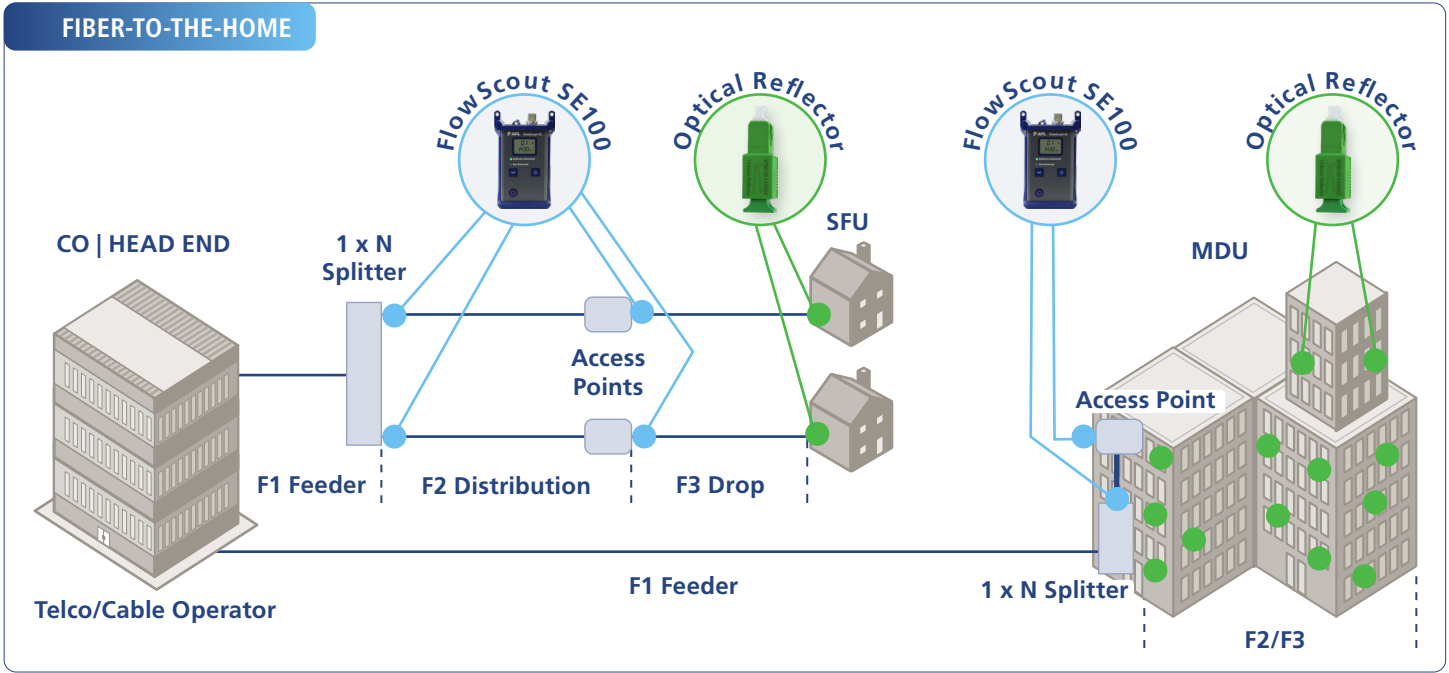 FIBER-TO-THE-HOME
FlowScout SE100
Optical Reflector
FlowScout SE100
Optical Reflector
CO | HEAD END
1 x N
Splitter
SFU
MDU
Access
Points
Access Point
F1 Feeder
F2 Distribution
F3 Drop
F1 Feeder
1 x N Splitter
Telco/Cable Operator
F2/F3